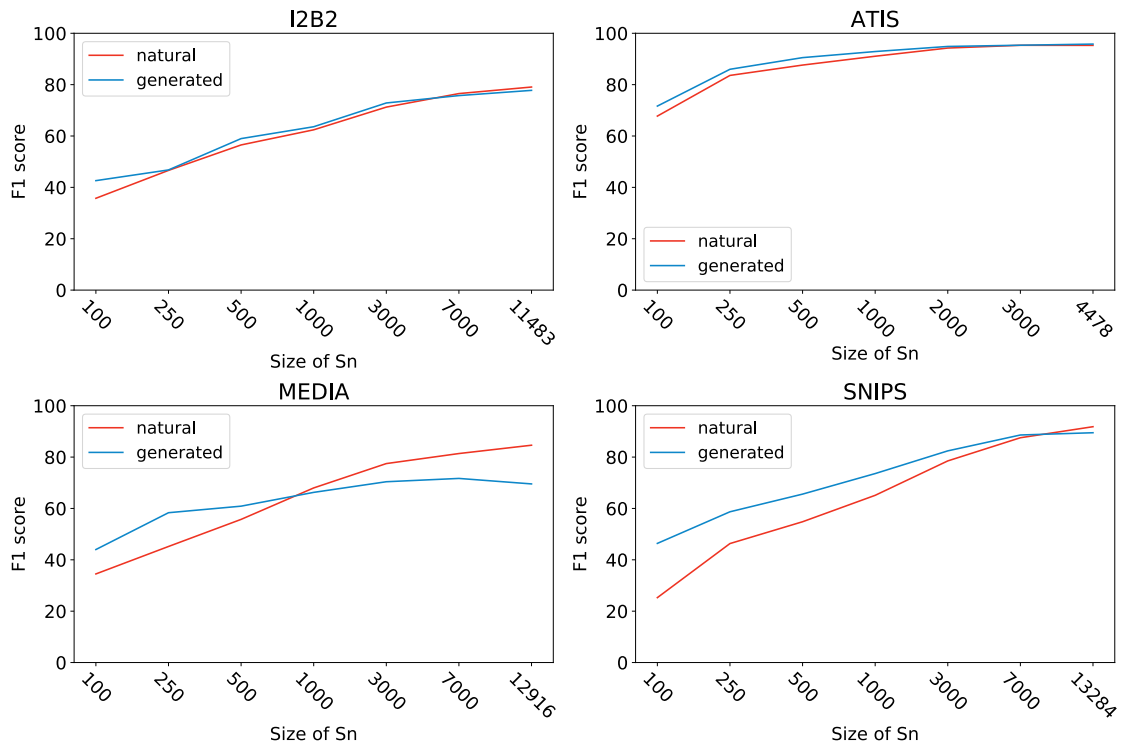 I2B2
100
80
60
40
20
0
F1 score
natural
generated
100
250
500
1000
3000
7000
11483
Size of Sn
ATIS
100
80
60
40
20
0
F1 score
natural
generated
100
250
500
1000
2000
3000
4478
Size of Sn
MEDIA
100
80
60
40
20
0
F1 score
natural
generated
100
250
500
1000
3000
7000
12916
Size of Sn
SNIPS
100
80
60
40
20
0
F1 score
natural
generated
100
250
500
1000
3000
7000
13284
Size of Sn